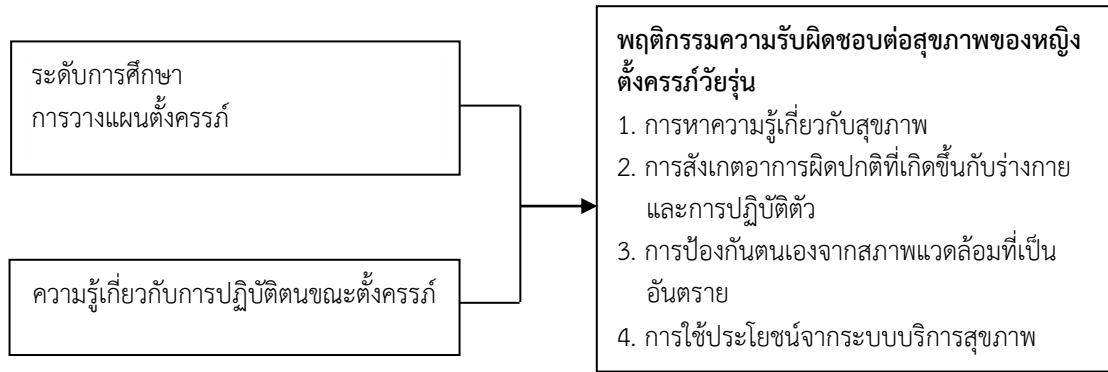 ระดับการศึกษา
การวางแผนตั้งครรภ์
ความรู้เกี่ยวกับการปฏิบัติตนขณะตั้งครรภ์
พฤติกรรมความรับผิดชอบต่อสุขภาพของหญิง
ตั้งครรภ์วัยรุ่น
1. การหาความรู้เกี่ยวกับสุขภาพ
2. การสังเกตอาการผิดปกติที่เกิดขึ้นกับร่างกาย
และการปฏิบัติตัว
3. การป้องกันตนเองจากสภาพแวดล้อมที่เป็น
อันตราย
4. การใช้ประโยชน์จากระบบบริการสุขภาพ